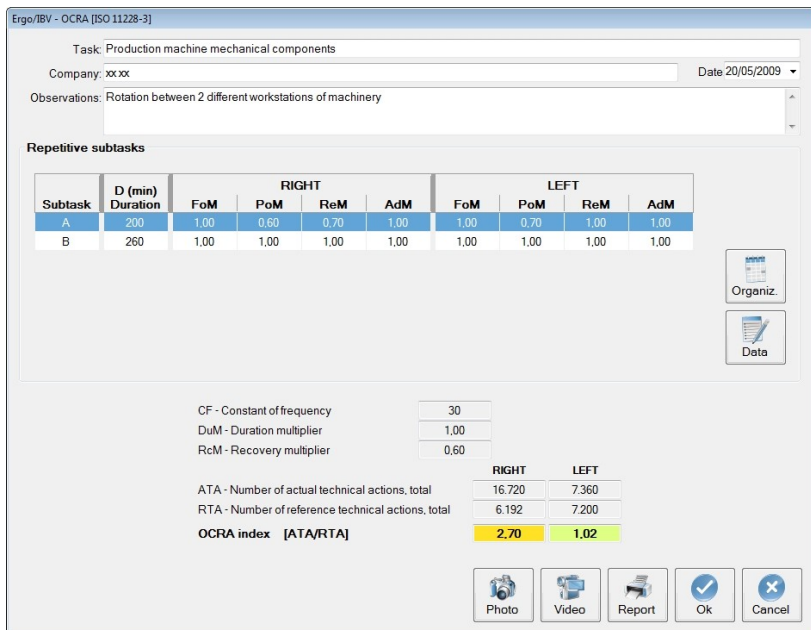 Ergo/IBV - OCRA [ISO 11228-3]
Task: Production machine mechanical components
Company: xx xx Date 20/05/2009
Observations: Rotation between 2 different workstations of machinery
Repetitive subtasks
RIGHT LEFT
Subtask D (min) Duration FoM PoM ReM AdM FoM PoM ReM AdM
A 200 1,00 0,60 0,70 1,00 1,00 0,70 1,00 1,00
B 260 1,00 1,00 1,00 1,00 1,00 1,00 1,00 1,00
Organiz.
Data
CF - Constant of frequency 30
DuM - Duration multiplier 1,00
RcM - Recovery multiplier 0,60
RIGHT LEFT
ATA - Number of actual technical actions, total 16.720 7.360
RTA - Number of reference technical actions, total 6.192 7.200
OCRA index [ATA/RTA] 2,70 1,02
Photo Video Report Ok Cancel